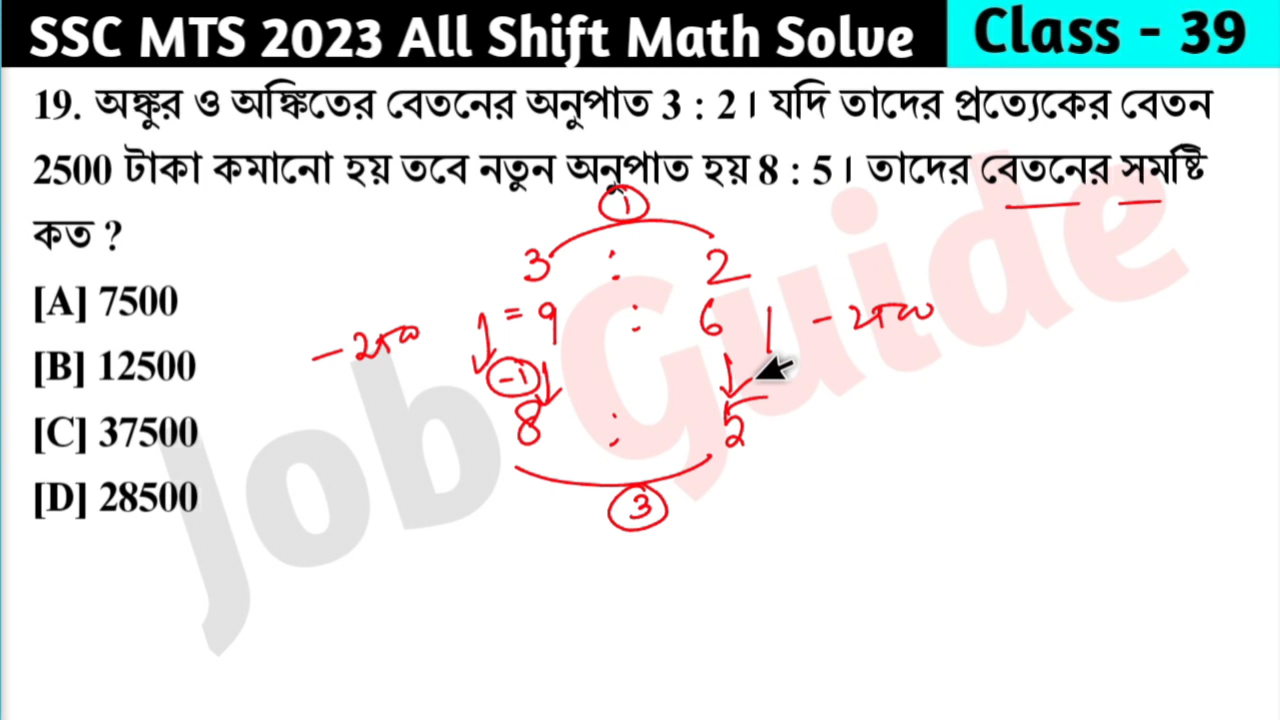 SSC MTS 2023 All Shift Math Solve Class - 39
19. অঙ্কুর ও অঙ্কিতের বেতনের অনুপাত 3 : 2। যদি তাদের প্রত্যেকের বেতন
2500 টাকা কমানো হয় তবে নতুন অনুপাত হয় 8 : 5। তাদের বেতনের সমষ্টি
কত ?
[A] 7500
[B] 12500
[C] 37500
[D] 28500
1
3 : 2
= 9 : 6
- 2500
- 2500
-1
8 : 5
3
Job Guide